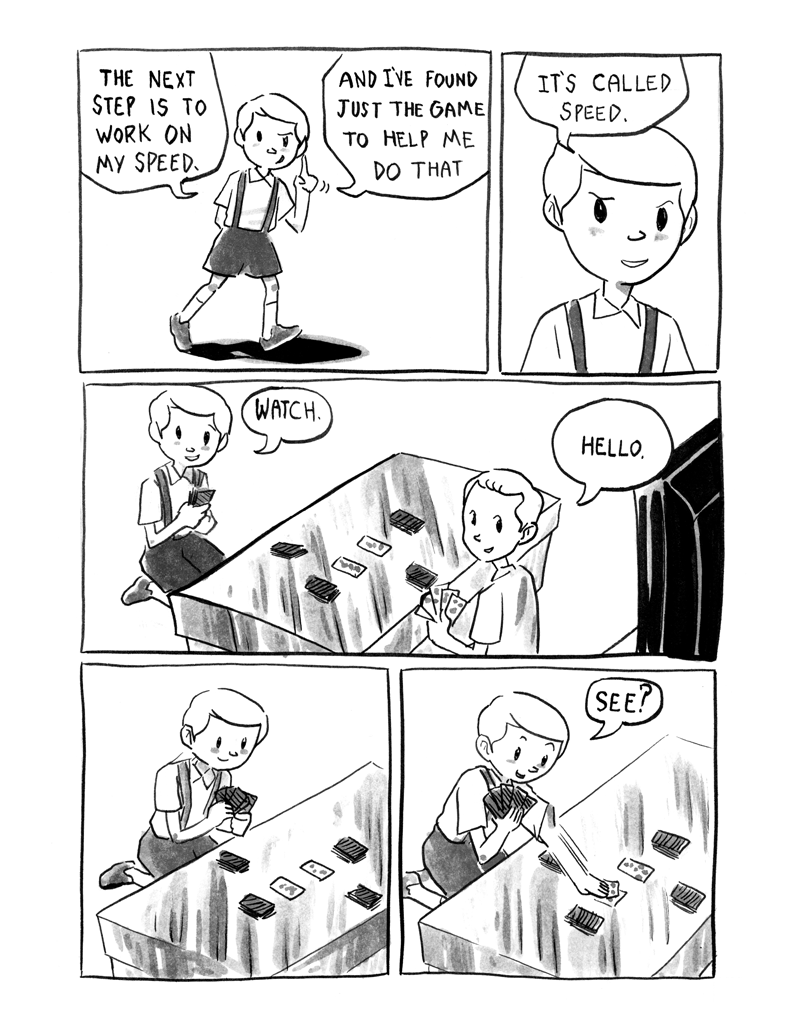 THE NEXT
STEP IS TO
WORK ON
MY SPEED.
AND I'VE FOUND
JUST THE GAME
TO HELP ME
DO THAT
IT'S CALLED
SPEED.
WATCH.
HELLO.
SEE?